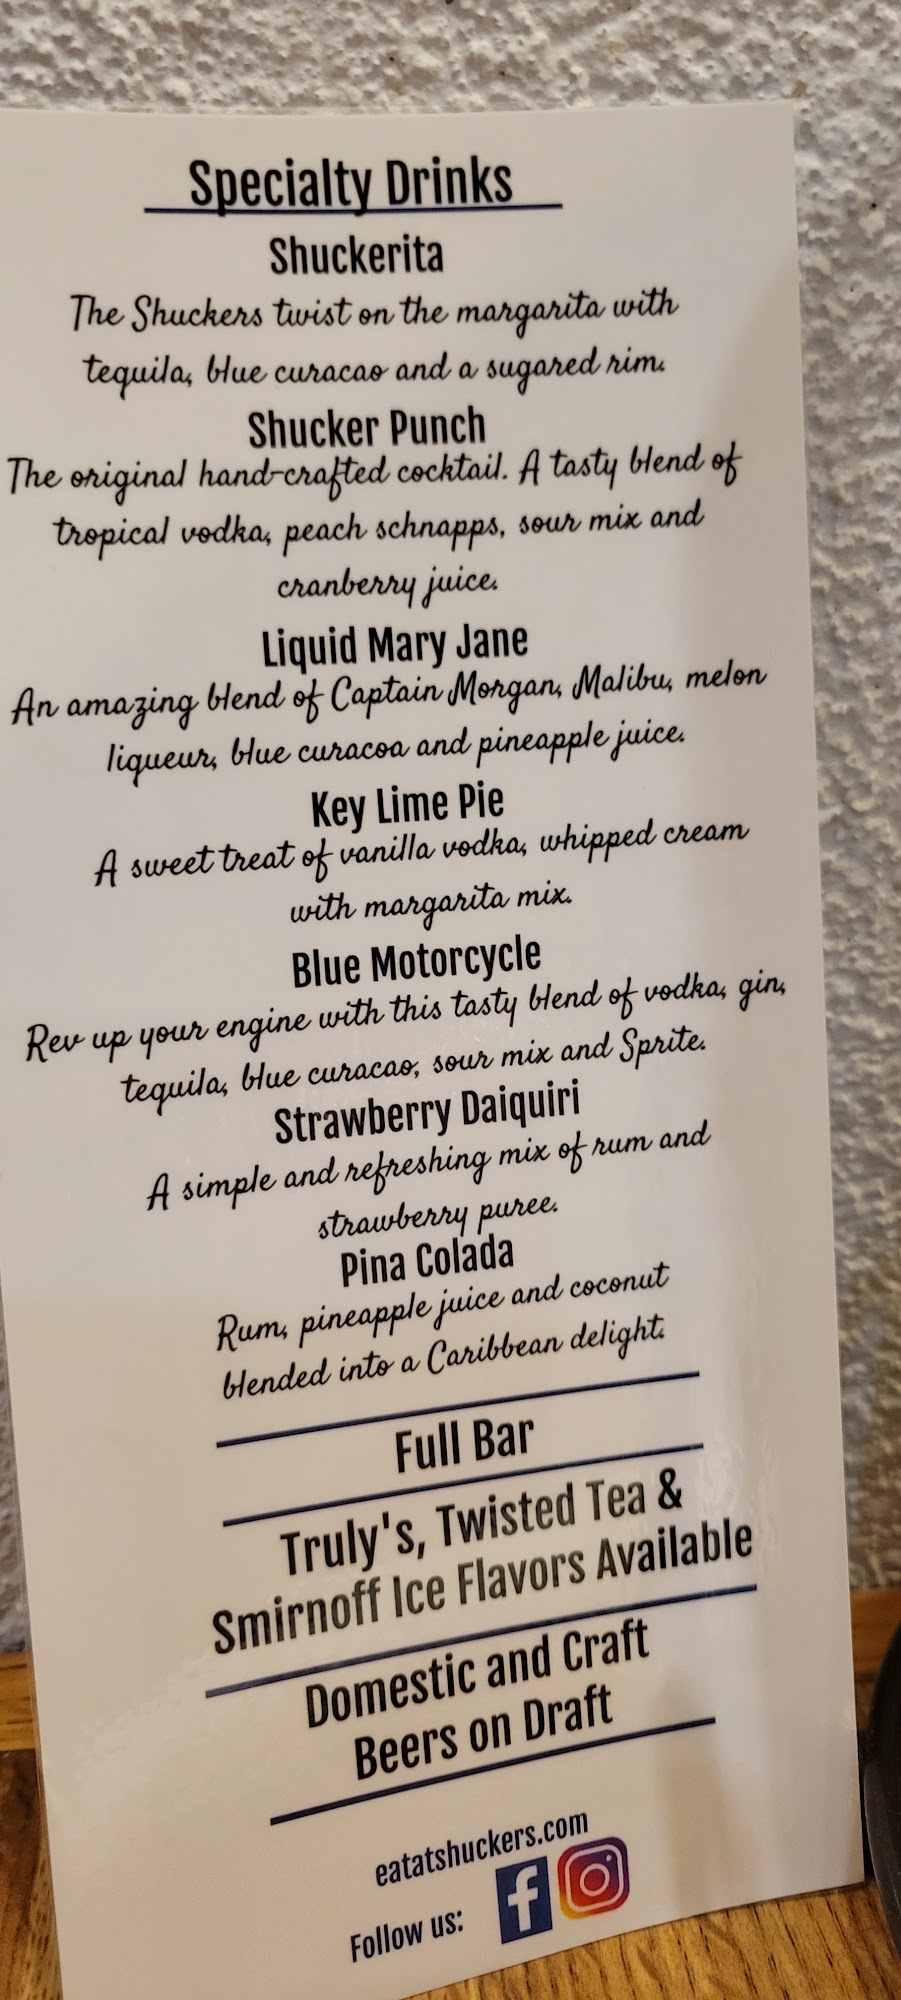 Specialty Drinks
Shuckerita
The Shuckers twist on the margarita with
tequila, blue curacao and a sugared rim.
Shucker Punch
The original hand-crafted cocktail. A tasty blend of
tropical vodka, peach schnapps, sour mix and
cranberry juice.
Liquid Mary Jane
An amazing blend of Captain Morgan, Malibu, melon
liqueur, blue curacoa and pineapple juice.
Key Lime Pie
A sweet treat of vanilla vodka, whipped cream
with margarita mix.
Blue Motorcycle
Rev up your engine with this tasty blend of vodka, gin,
tequila, blue curacao, sour mix and Sprite.
Strawberry Daiquiri
A simple and refreshing mix of rum and
strawberry puree.
Pina Colada
Rum, pineapple juice and coconut
blended into a Caribbean delight.
Full Bar
Truly's, Twisted Tea &
Smirnoff Ice Flavors Available
Domestic and Craft
Beers on Draft
eatatshuckers.com
Follow us: